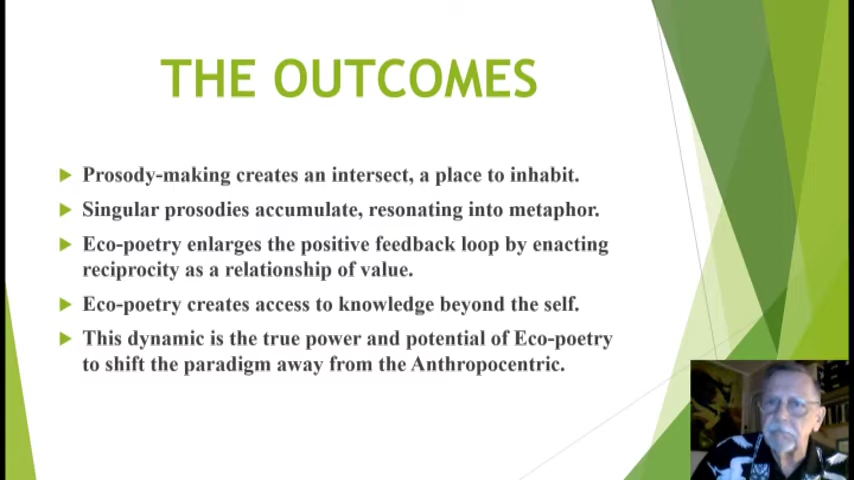 THE OUTCOMES
Prosody-making creates an intersect, a place to inhabit.
Singular prosodies accumulate, resonating into metaphor.
Eco-poetry enlarges the positive feedback loop by enacting
reciprocity as a relationship of value.
Eco-poetry creates access to knowledge beyond the self.
This dynamic is the true power and potential of Eco-poetry
to shift the paradigm away from the Anthropocentric.